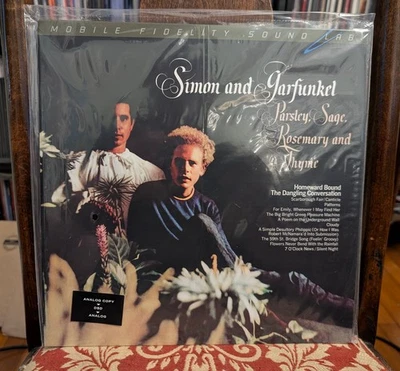 MOBILE FIDELITY SOUND LAB
Simon and Garfunkel
Parsley, Sage,
Rosemary and
Thyme
Homeward Bound
The Dangling Conversation
Scarborough Fair/Canticle
Patterns
For Emily, Whenever I May Find Her
The Big Bright Green Pleasure Machine
A Poem on the Underground Wall
Cloudy
A Simple Desultory Philippic (Or How I Was
Robert McNamara'd Into Submission)
The 59th St. Bridge Song (Feelin' Groovy)
Flowers Never Bend With the Rainfall
7 O'Clock News / Silent Night
ANALOG COPY
DSD
ANALOG